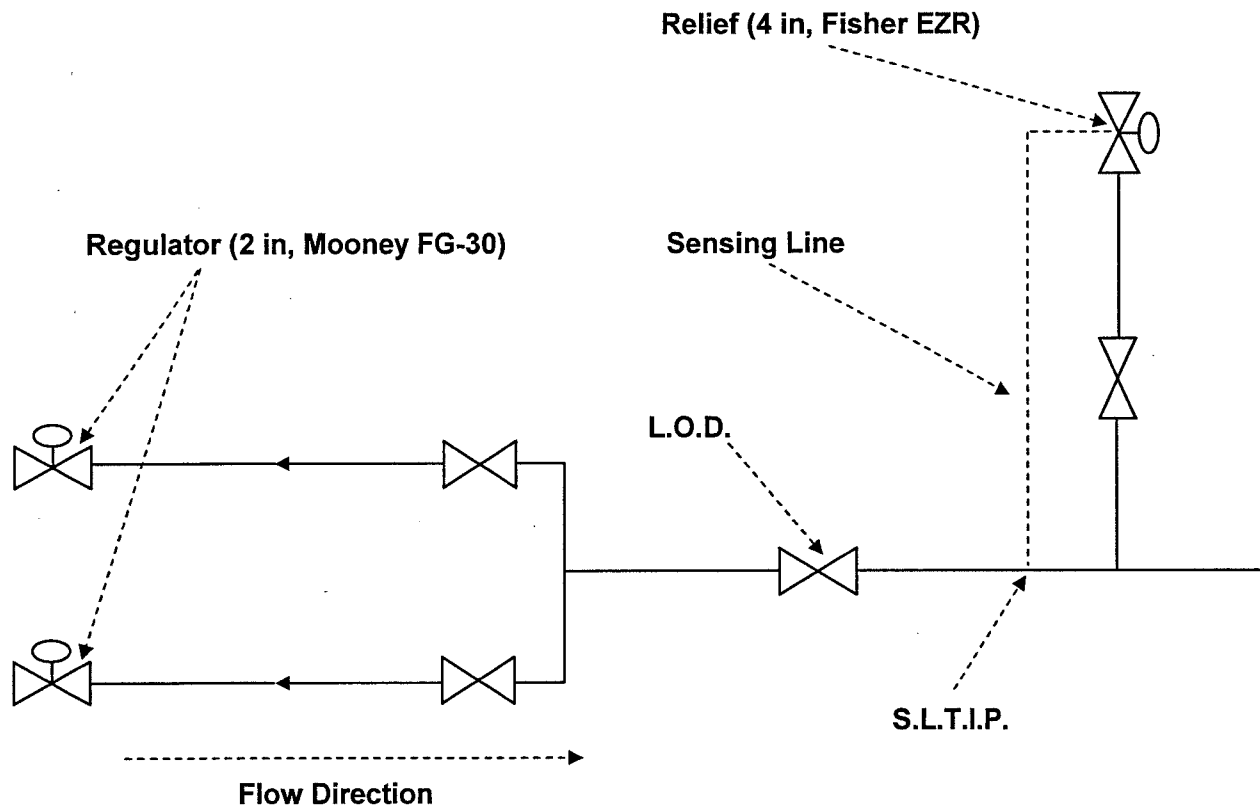 Relief (4 in, Fisher EZR)
Regulator (2 in, Mooney FG-30)
Sensing Line
L.O.D.
S.L.T.I.P.
Flow Direction